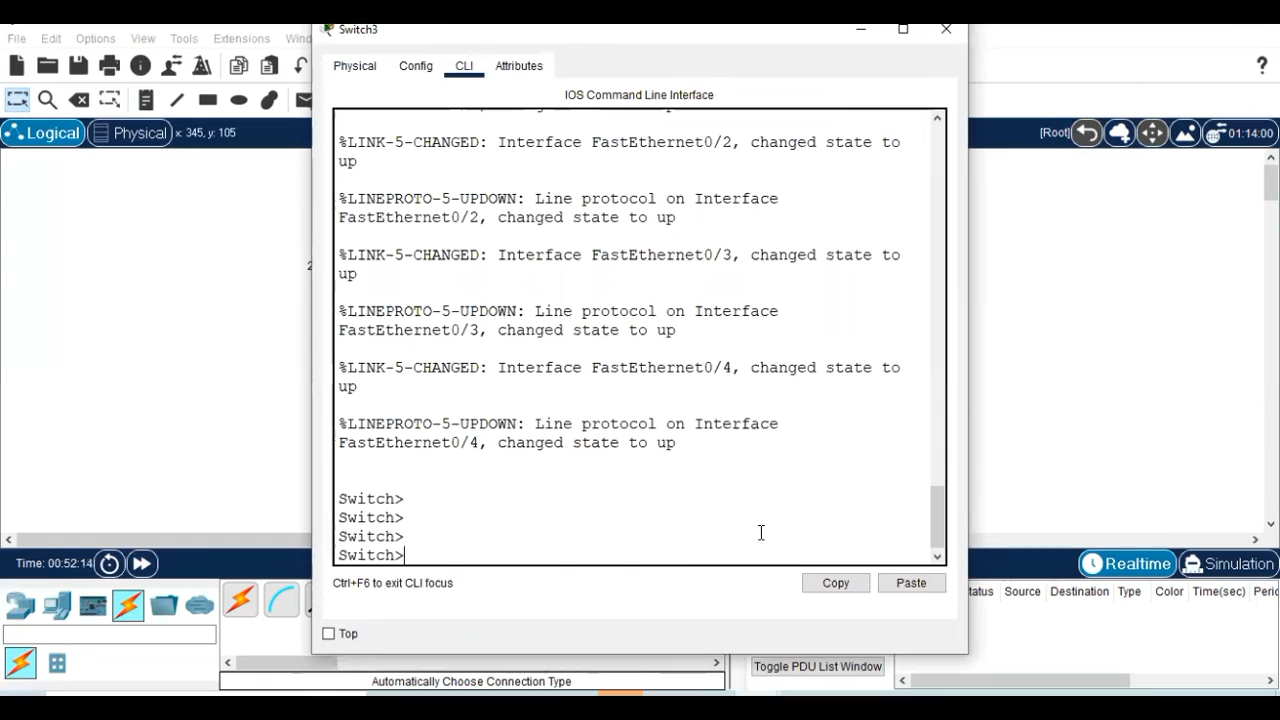 Switch3
File Edit Options View Tools Extensions Wind
Physical Config CLI Attributes
IOS Command Line Interface
Logical Physical x: 345, y: 105
[Root] 01:14:00
%LINK-5-CHANGED: Interface FastEthernet0/2, changed state to
up
%LINEPROTO-5-UPDOWN: Line protocol on Interface
FastEthernet0/2, changed state to up
%LINK-5-CHANGED: Interface FastEthernet0/3, changed state to
up
%LINEPROTO-5-UPDOWN: Line protocol on Interface
FastEthernet0/3, changed state to up
%LINK-5-CHANGED: Interface FastEthernet0/4, changed state to
up
%LINEPROTO-5-UPDOWN: Line protocol on Interface
FastEthernet0/4, changed state to up
Switch>
Switch>
Switch>
Switch>
Time: 00:52:14
Realtime Simulation
Ctrl+F6 to exit CLI focus
Copy Paste
tatus Source Destination Type Color Time(sec) Peric
Top
Toggle PDU List Window
Automatically Choose Connection Type